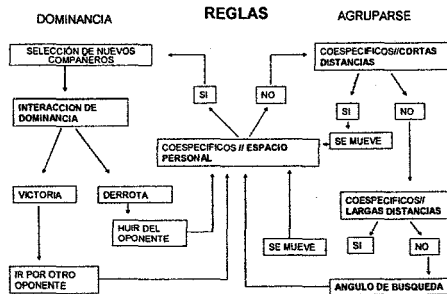 DOMINANCIA
REGLAS
AGRUPARSE
SELECCIÓN DE NUEVOS
COMPAÑEROS
COESPECIFICOS//CORTAS
DISTANCIAS
INTERACCION DE
DOMINANCIA
SI
NO
SI
NO
COESPECIFICOS // ESPACIO
PERSONAL
SE MUEVE
VICTORIA
DERROTA
COESPECIFICOS//
LARGAS DISTANCIAS
HUIR DEL
OPONENTE
SE MUEVE
SI
NO
IR POR OTRO
OPONENTE
ANGULO DE BUSQUEDA